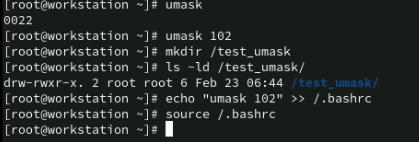 [root@workstation ~]# umask
0022
[root@workstation ~]# umask 102
[root@workstation ~]# mkdir /test_umask
[root@workstation ~]# ls -ld /test_umask/
drw-rwxr-x. 2 root root 6 Feb 23 06:44 /test_umask/
[root@workstation ~]# echo "umask 102" >> /.bashrc
[root@workstation ~]# source /.bashrc
[root@workstation ~]#